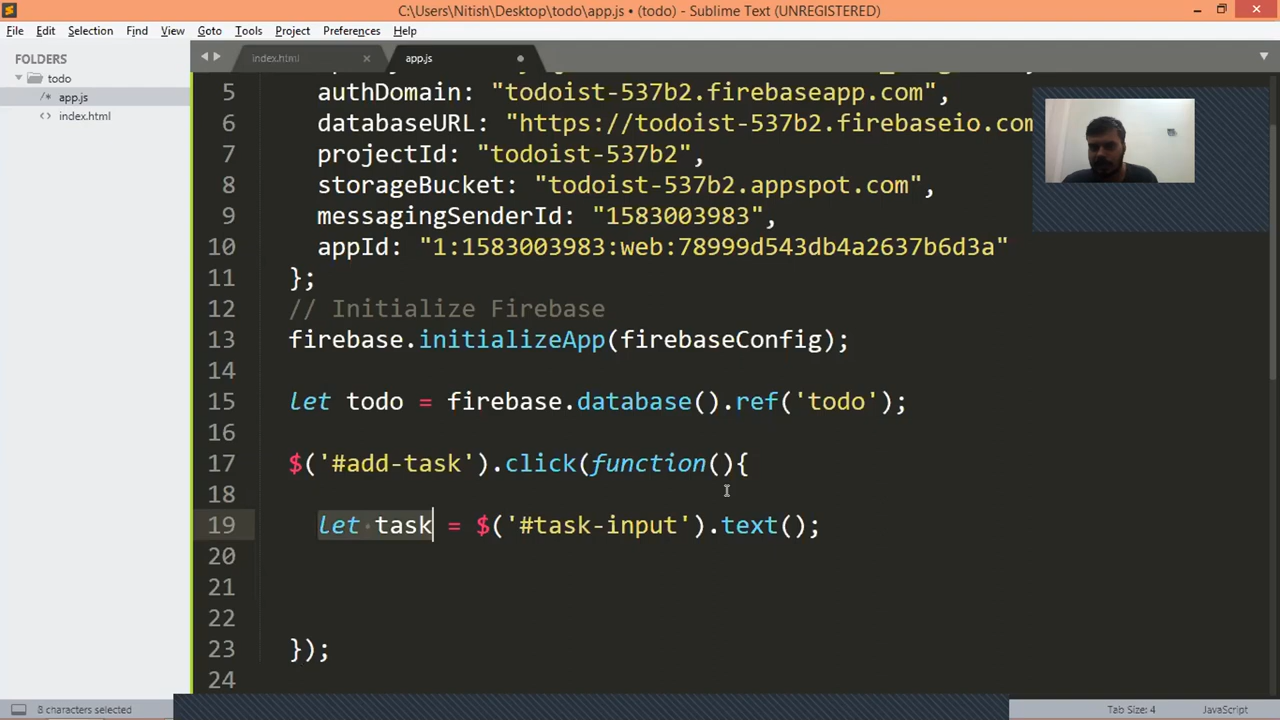 C:\Users\Nitish\Desktop\todo\app.js • (todo) - Sublime Text (UNREGISTERED)
File Edit Selection Find View Goto Tools Project Preferences Help
FOLDERS
todo
app.js
index.html
index.html
app.js
5 authDomain: "todoist-537b2.firebaseapp.com",
6 databaseURL: "https://todoist-537b2.firebaseio.com
7 projectId: "todoist-537b2",
8 storageBucket: "todoist-537b2.appspot.com",
9 messagingSenderId: "1583003983",
10 appId: "1:1583003983:web:78999d543db4a2637b6d3a"
11 };
12 // Initialize Firebase
13 firebase.initializeApp(firebaseConfig);
14
15 let todo = firebase.database().ref('todo');
16
17 $('#add-task').click(function(){
18
19 let task = $('#task-input').text();
20
21
22
23 });
24
8 characters selected
Tab Size: 4
JavaScript